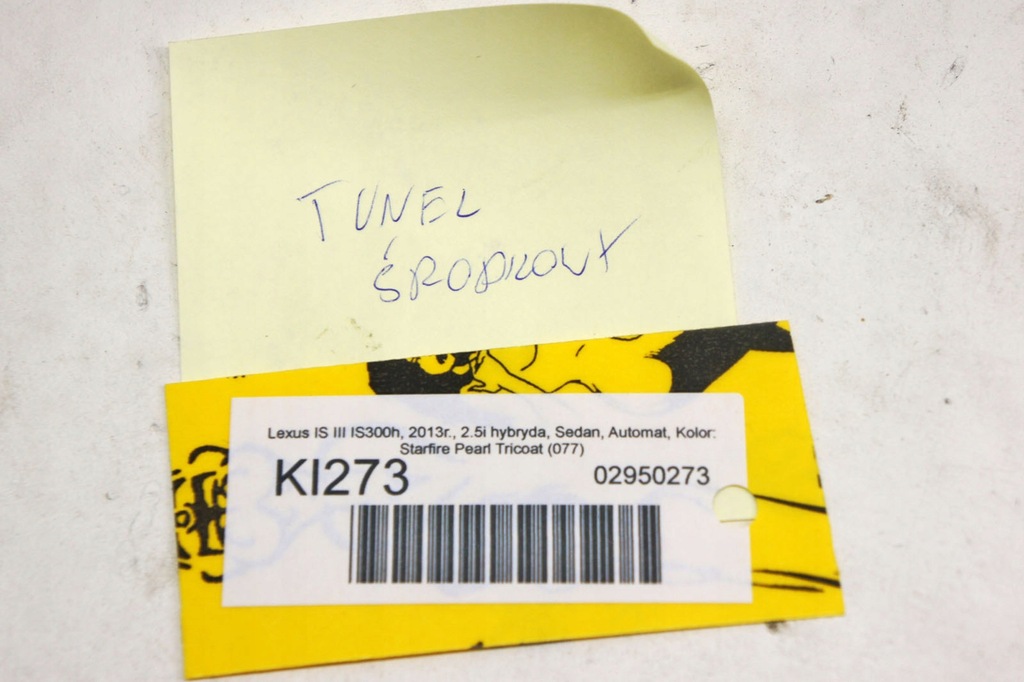 TUNEL
ŚRODKOWY
Lexus IS III IS300h, 2013r., 2.5i hybryda, Sedan, Automat, Kolor:
Starfire Pearl Tricoat (077)
KI273 02950273